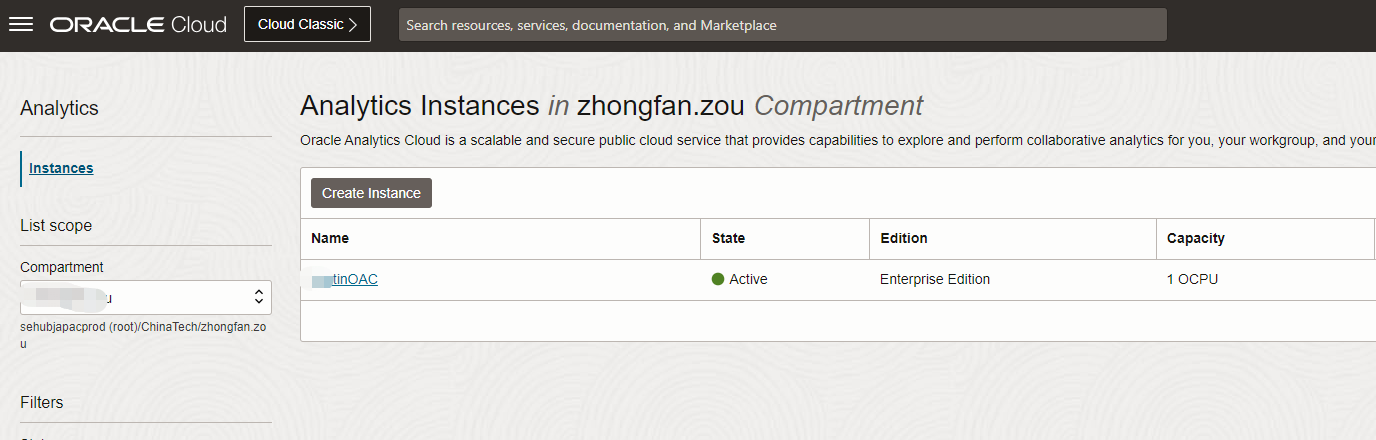 ORACLE Cloud
Cloud Classic
Search resources, services, documentation, and Marketplace
Analytics
Instances
List scope
Compartment
sehubjapacprod (root)/ChinaTech/zhongfan.zo
u
Filters
Analytics Instances in zhongfan.zou Compartment
Oracle Analytics Cloud is a scalable and secure public cloud service that provides capabilities to explore and perform collaborative analytics for you, your workgroup, and your
Create Instance
Name State Edition Capacity
tinOAC Active Enterprise Edition 1 OCPU